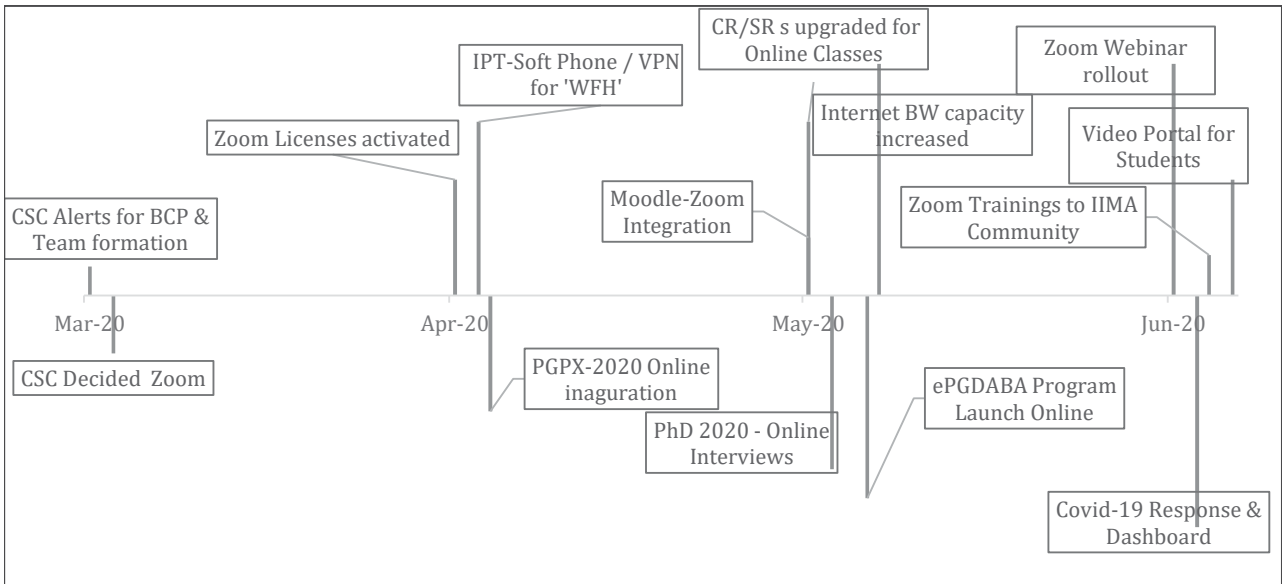 CR/SR s upgraded for
Online Classes
Zoom Webinar
rollout
IPT-Soft Phone / VPN
for 'WFH'
Internet BW capacity
increased
Zoom Licenses activated
Video Portal for
Students
CSC Alerts for BCP &
Team formation
Moodle-Zoom
Integration
Zoom Trainings to IIMA
Community
Mar-20
Apr-20
May-20
Jun-20
CSC Decided  Zoom
PGPX-2020 Online
inaguration
ePGDABA Program
Launch Online
PhD 2020 - Online
Interviews
Covid-19 Response &
Dashboard